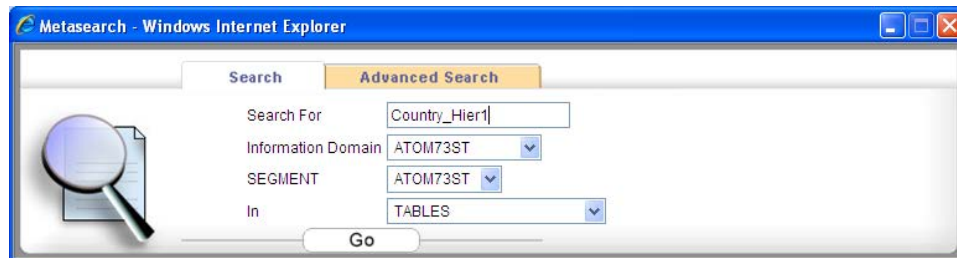 Metasearch - Windows Internet Explorer
Search Advanced Search
Search For Country_Hier1
Information Domain ATOM73ST
SEGMENT ATOM73ST
In TABLES
Go